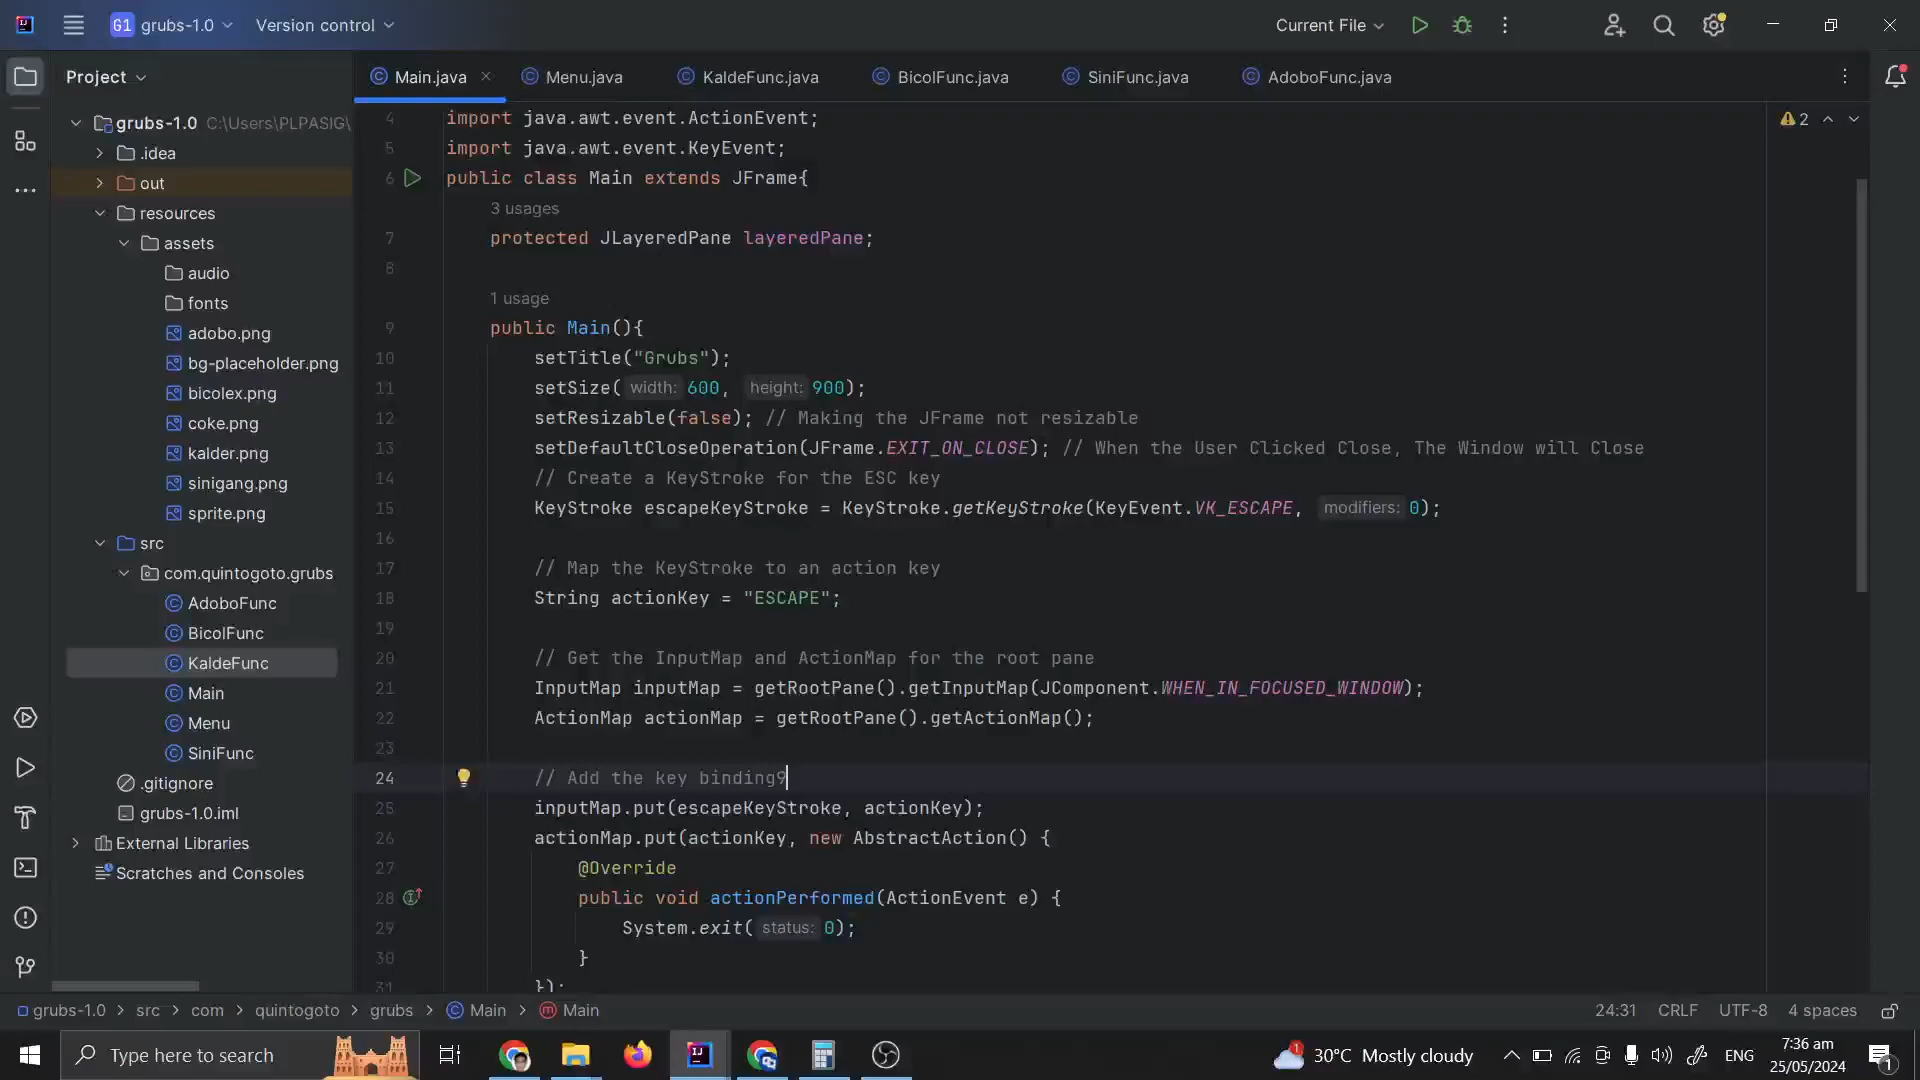 G1 grubs-1.0 Version control Current File
Project
Main.java Menu.java KaldeFunc.java BicolFunc.java SiniFunc.java AdoboFunc.java
grubs-1.0 C:\Users\PLPASIG\
.idea
out
resources
assets
audio
fonts
adobo.png
bg-placeholder.png
bicolex.png
coke.png
kalder.png
sinigang.png
sprite.png
src
com.quintogoto.grubs
AdoboFunc
BicolFunc
KaldeFunc
Main
Menu
SiniFunc
.gitignore
grubs-1.0.iml
External Libraries
Scratches and Consoles
2
4 import java.awt.event.ActionEvent;
5 import java.awt.event.KeyEvent;
6 public class Main extends JFrame{
3 usages
7 protected JLayeredPane layeredPane;
8
1 usage
9 public Main(){
10 setTitle("Grubs");
11 setSize( width: 600, height: 900);
12 setResizable(false); // Making the JFrame not resizable
13 setDefaultCloseOperation(JFrame.EXIT_ON_CLOSE); // When the User Clicked Close, The Window will Close
14 // Create a KeyStroke for the ESC key
15 KeyStroke escapeKeyStroke = KeyStroke.getKeyStroke(KeyEvent.VK_ESCAPE, modifiers: 0);
16
17 // Map the KeyStroke to an action key
18 String actionKey = "ESCAPE";
19
20 // Get the InputMap and ActionMap for the root pane
21 InputMap inputMap = getRootPane().getInputMap(JComponent.WHEN_IN_FOCUSED_WINDOW);
22 ActionMap actionMap = getRootPane().getActionMap();
23
24 // Add the key binding9
25 inputMap.put(escapeKeyStroke, actionKey);
26 actionMap.put(actionKey, new AbstractAction() {
27 @Override
28 public void actionPerformed(ActionEvent e) {
29 System.exit( status: 0);
30 }
31 });
grubs-1.0 > src > com > quintogoto > grubs > Main > Main 24:31 CRLF UTF-8 4 spaces
Type here to search 1 30°C Mostly cloudy ENG 7:36 am
25/05/2024
1